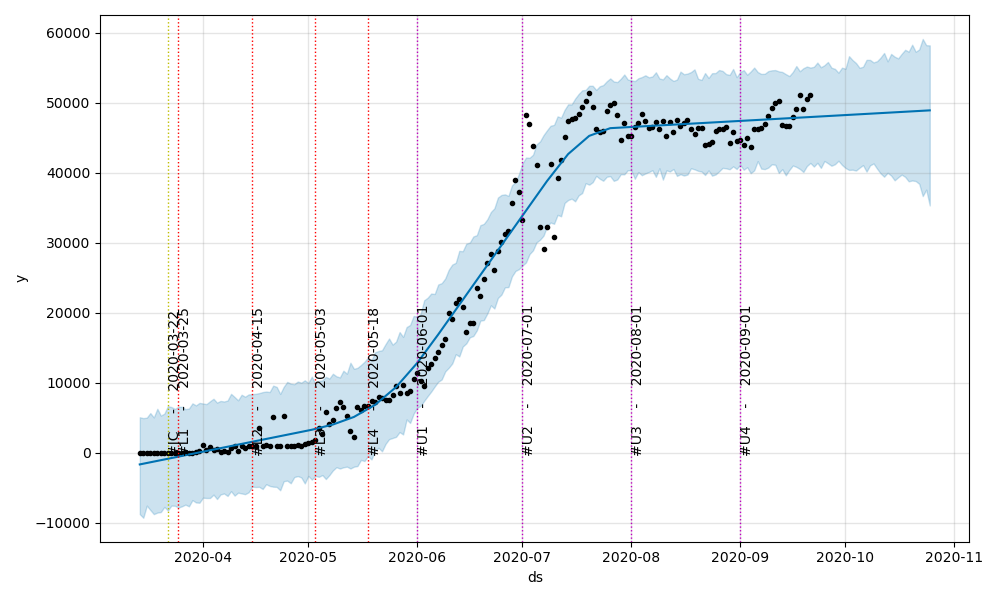 60000
50000
40000
30000
20000
10000
0
−10000
y
#JC - 2020-03-22
#L1 - 2020-03-25
#L2 - 2020-04-15
#L3 - 2020-05-03
#L4 - 2020-05-18
#U1 - 2020-06-01
#U2 - 2020-07-01
#U3 - 2020-08-01
#U4 - 2020-09-01
2020-04
2020-05
2020-06
2020-07
2020-08
2020-09
2020-10
2020-11
ds